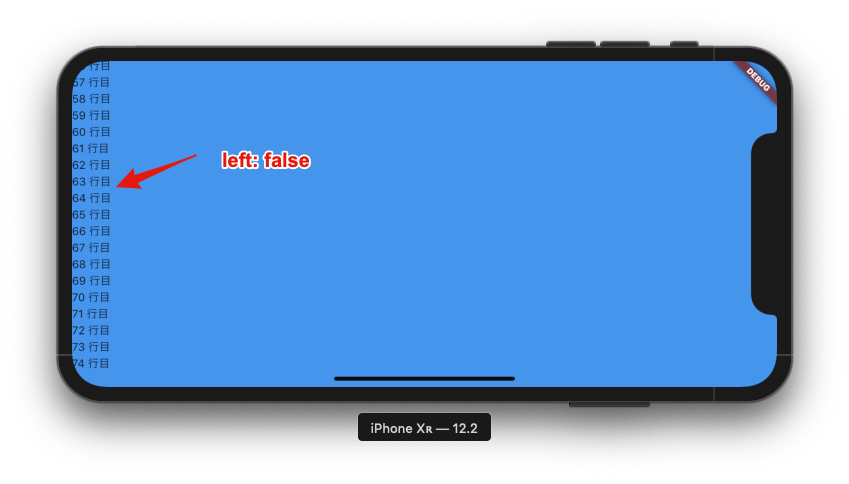 行目
57 行目
58 行目
59 行目
60 行目
61 行目
62 行目
63 行目
64 行目
65 行目
66 行目
67 行目
68 行目
69 行目
70 行目
71 行目
72 行目
73 行目
74 行目
left: false
DEBUG
iPhone Xʀ — 12.2